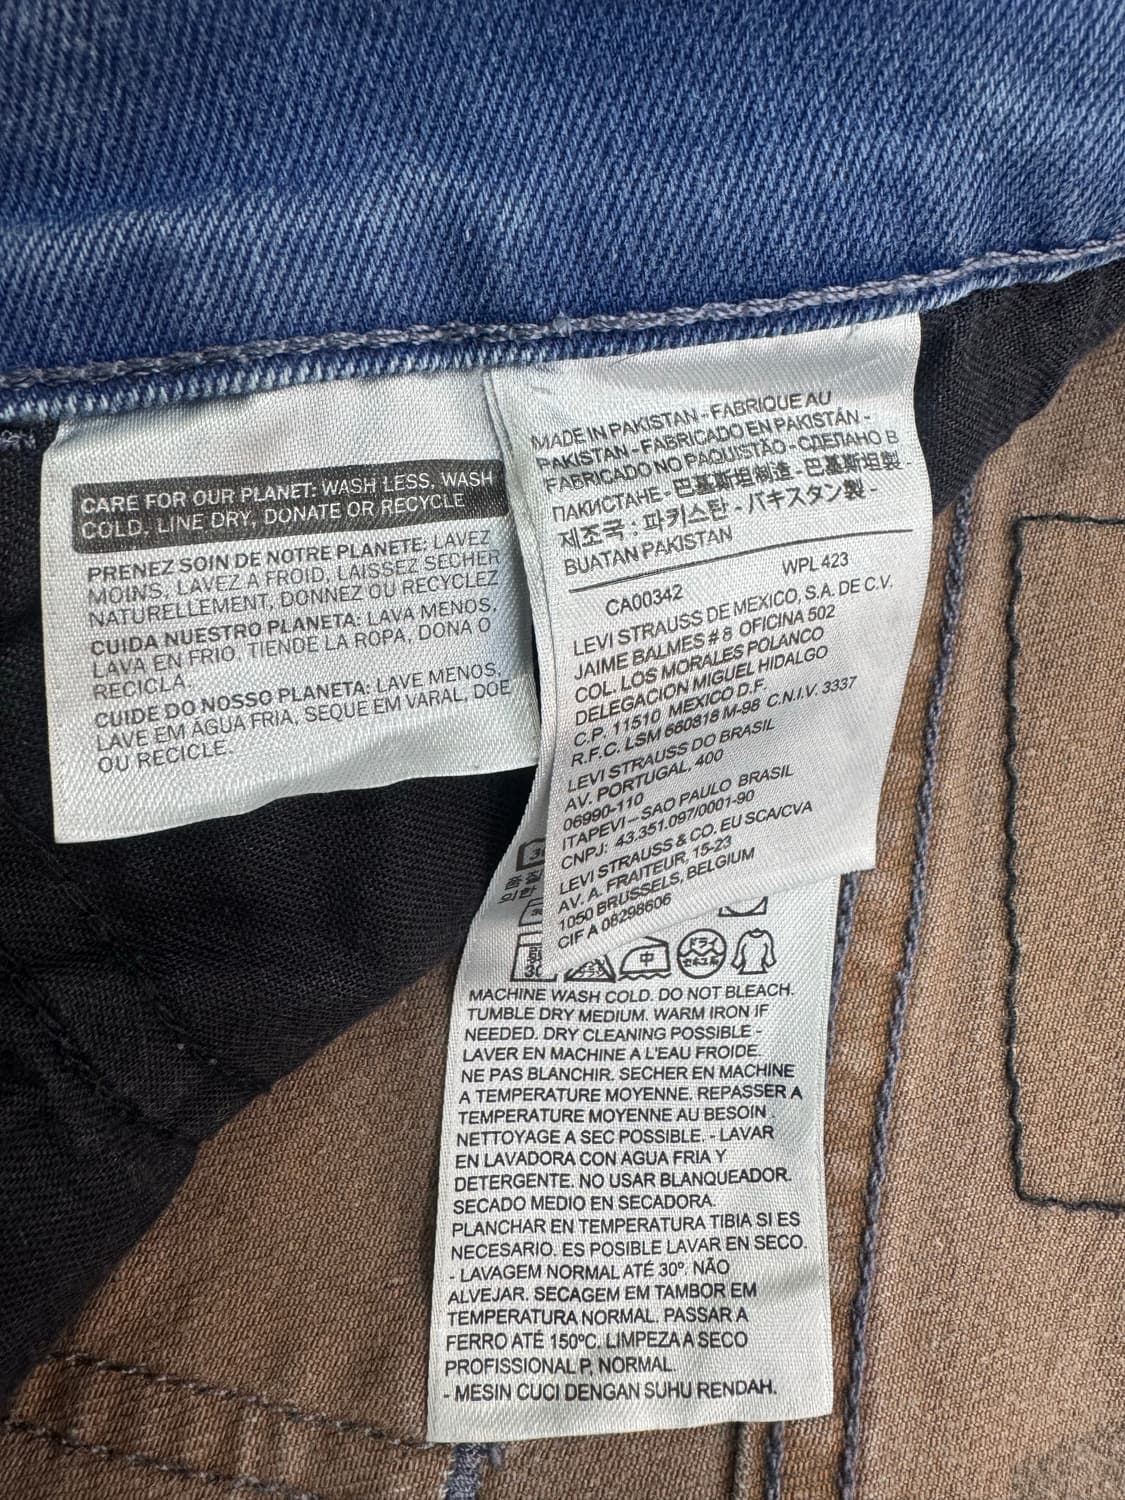 CARE FOR OUR PLANET: WASH LESS, WASH
COLD, LINE DRY, DONATE OR RECYCLE
PRENEZ SOIN DE NOTRE PLANETE: LAVEZ
MOINS, LAVEZ A FROID, LAISSEZ SECHER
NATURELLEMENT, DONNEZ OU RECYCLEZ
CUIDA NUESTRO PLANETA: LAVA MENOS,
LAVA EN FRIO, TIENDE LA ROPA, DONA O
RECICLA.
CUIDE DO NOSSO PLANETA: LAVE MENOS,
LAVE EM ÁGUA FRIA, SEQUE EM VARAL, DOE
OU RECICLE.
MADE IN PAKISTAN - FABRIQUE AU
PAKISTAN - FABRICADO EN PAKISTÁN -
FABRICADO NO PAQUISTÃO - СДЕЛАНО В
ПАКИСТАНЕ - 巴基斯坦制造 - 巴基斯坦製 -
제조국 : 파키스탄 - パキスタン製 -
BUATAN PAKISTAN
WPL 423
CA00342
LEVI STRAUSS DE MEXICO, S.A. DE C.V.
JAIME BALMES # 8 OFICINA 502
COL. LOS MORALES POLANCO
DELEGACION MIGUEL HIDALGO
C.P. 11510 MEXICO D.F.
R.F.C. LSM 660818 M-98 C.N.I.V. 3337
LEVI STRAUSS DO BRASIL
AV. PORTUGAL, 400
06990-110
ITAPEVI – SAO PAULO BRASIL
CNPJ: 43.351.097/0001-90
LEVI STRAUSS & CO. EU SCA/CVA
AV. A. FRAITEUR, 15-23
1050 BRUSSELS, BELGIUM
CIF A 08298606
30 中 ドライ セキユ系
MACHINE WASH COLD. DO NOT BLEACH.
TUMBLE DRY MEDIUM. WARM IRON IF
NEEDED. DRY CLEANING POSSIBLE -
LAVER EN MACHINE A L'EAU FROIDE.
NE PAS BLANCHIR. SECHER EN MACHINE
A TEMPERATURE MOYENNE. REPASSER A
TEMPERATURE MOYENNE AU BESOIN .
NETTOYAGE A SEC POSSIBLE. - LAVAR
EN LAVADORA CON AGUA FRIA Y
DETERGENTE. NO USAR BLANQUEADOR.
SECADO MEDIO EN SECADORA.
PLANCHAR EN TEMPERATURA TIBIA SI ES
NECESARIO. ES POSIBLE LAVAR EN SECO.
- LAVAGEM NORMAL ATÉ 30º. NÃO
ALVEJAR. SECAGEM EM TAMBOR EM
TEMPERATURA NORMAL. PASSAR A
FERRO ATÉ 150ºC. LIMPEZA A SECO
PROFISSIONAL P, NORMAL.
- MESIN CUCI DENGAN SUHU RENDAH.